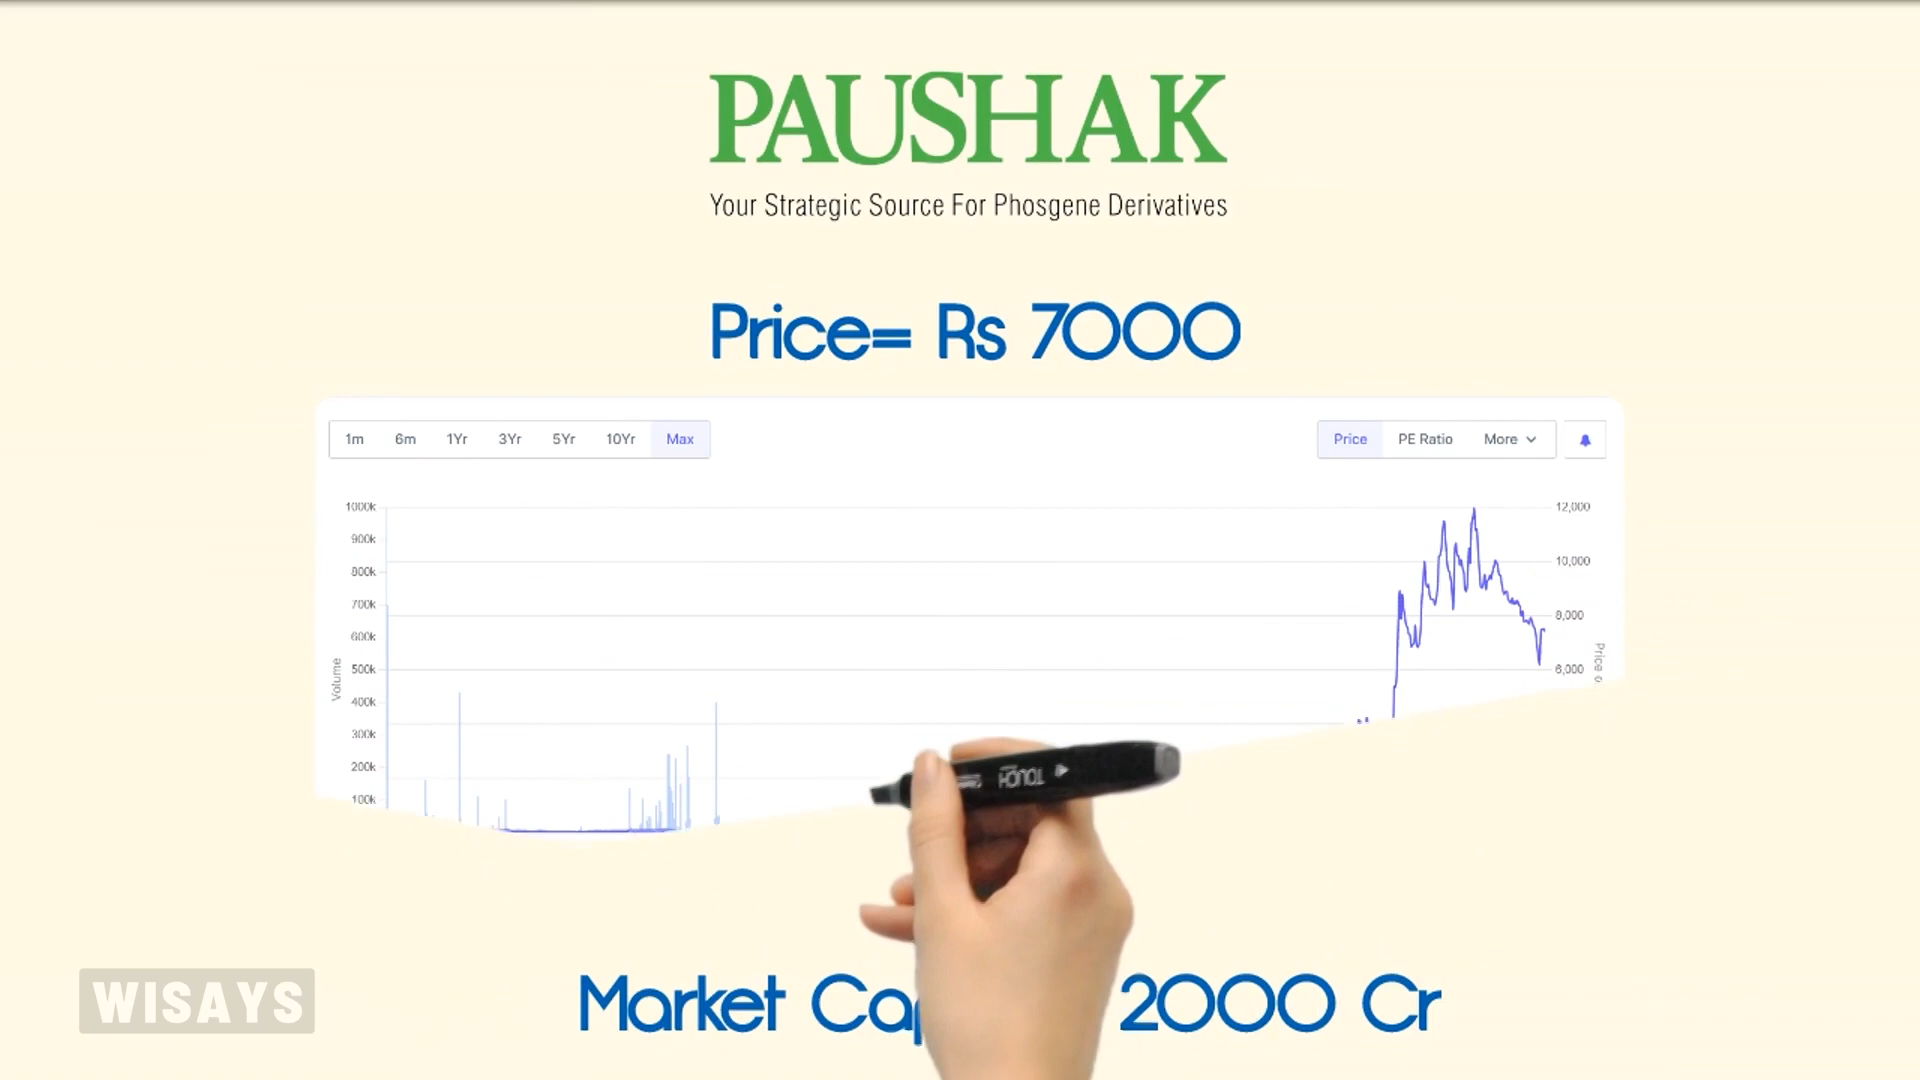 PAUSHAK
Your Strategic Source For Phosgene Derivatives
Price= Rs 7000
1m 6m 1Yr 3Yr 5Yr 10Yr Max
Price PE Ratio More
1000k
900k
800k
700k
600k
500k
400k
300k
200k
100k
Volume
12,000
10,000
8,000
6,000
Price o
TOUCH
Market Cap 2000 Cr
WISAYS